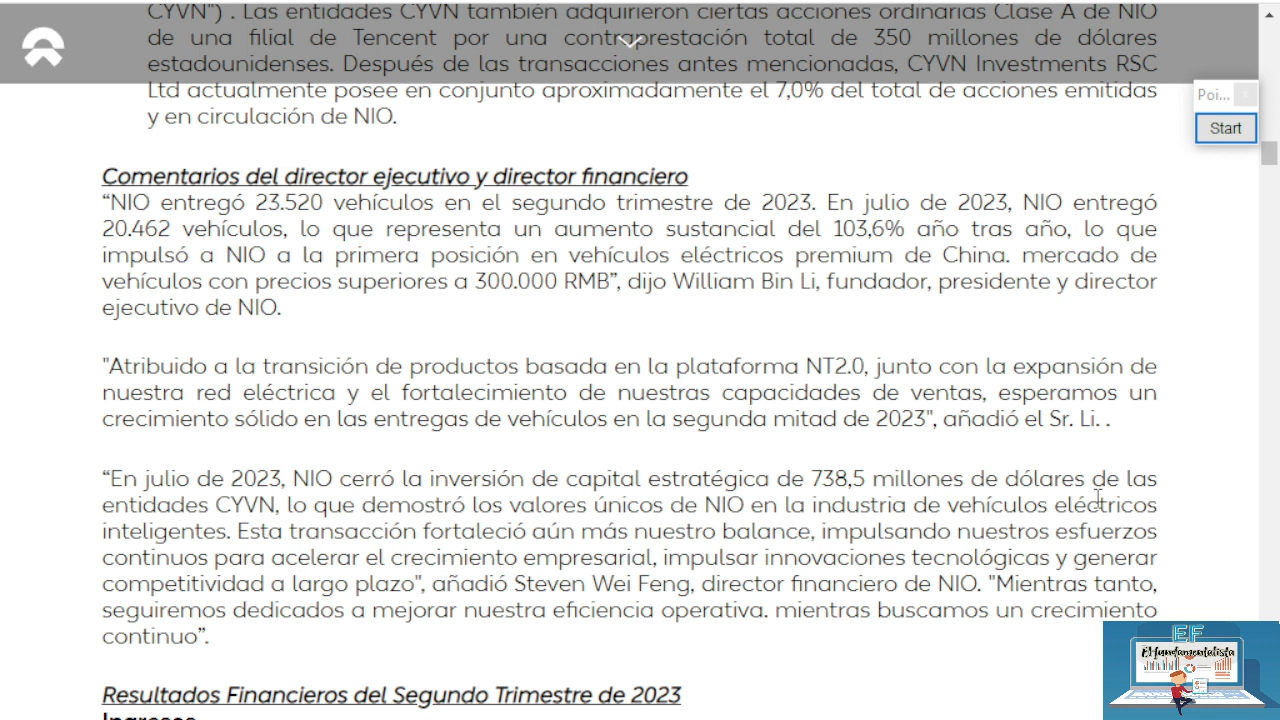 CYVN") . Las entidades CYVN también adquirieron ciertas acciones ordinarias Clase A de NIO
de una filial de Tencent por una contraprestación total de 350 millones de dólares
estadounidenses. Después de las transacciones antes mencionadas, CYVN Investments RSC
Ltd actualmente posee en conjunto aproximadamente el 7,0% del total de acciones emitidas
y en circulación de NIO.
Poi...
Start
Comentarios del director ejecutivo y director financiero
“NIO entregó 23.520 vehículos en el segundo trimestre de 2023. En julio de 2023, NIO entregó
20.462 vehículos, lo que representa un aumento sustancial del 103,6% año tras año, lo que
impulsó a NIO a la primera posición en vehículos eléctricos premium de China. mercado de
vehículos con precios superiores a 300.000 RMB”, dijo William Bin Li, fundador, presidente y director
ejecutivo de NIO.
"Atribuido a la transición de productos basada en la plataforma NT2.0, junto con la expansión de
nuestra red eléctrica y el fortalecimiento de nuestras capacidades de ventas, esperamos un
crecimiento sólido en las entregas de vehículos en la segunda mitad de 2023", añadió el Sr. Li. .
“En julio de 2023, NIO cerró la inversión de capital estratégica de 738,5 millones de dólares de las
entidades CYVN, lo que demostró los valores únicos de NIO en la industria de vehículos eléctricos
inteligentes. Esta transacción fortaleció aún más nuestro balance, impulsando nuestros esfuerzos
continuos para acelerar el crecimiento empresarial, impulsar innovaciones tecnológicas y generar
competitividad a largo plazo", añadió Steven Wei Feng, director financiero de NIO. "Mientras tanto,
seguiremos dedicados a mejorar nuestra eficiencia operativa. mientras buscamos un crecimiento
continuo”.
EF
El fundamentalista
Resultados Financieros del Segundo Trimestre de 2023
Ingresos